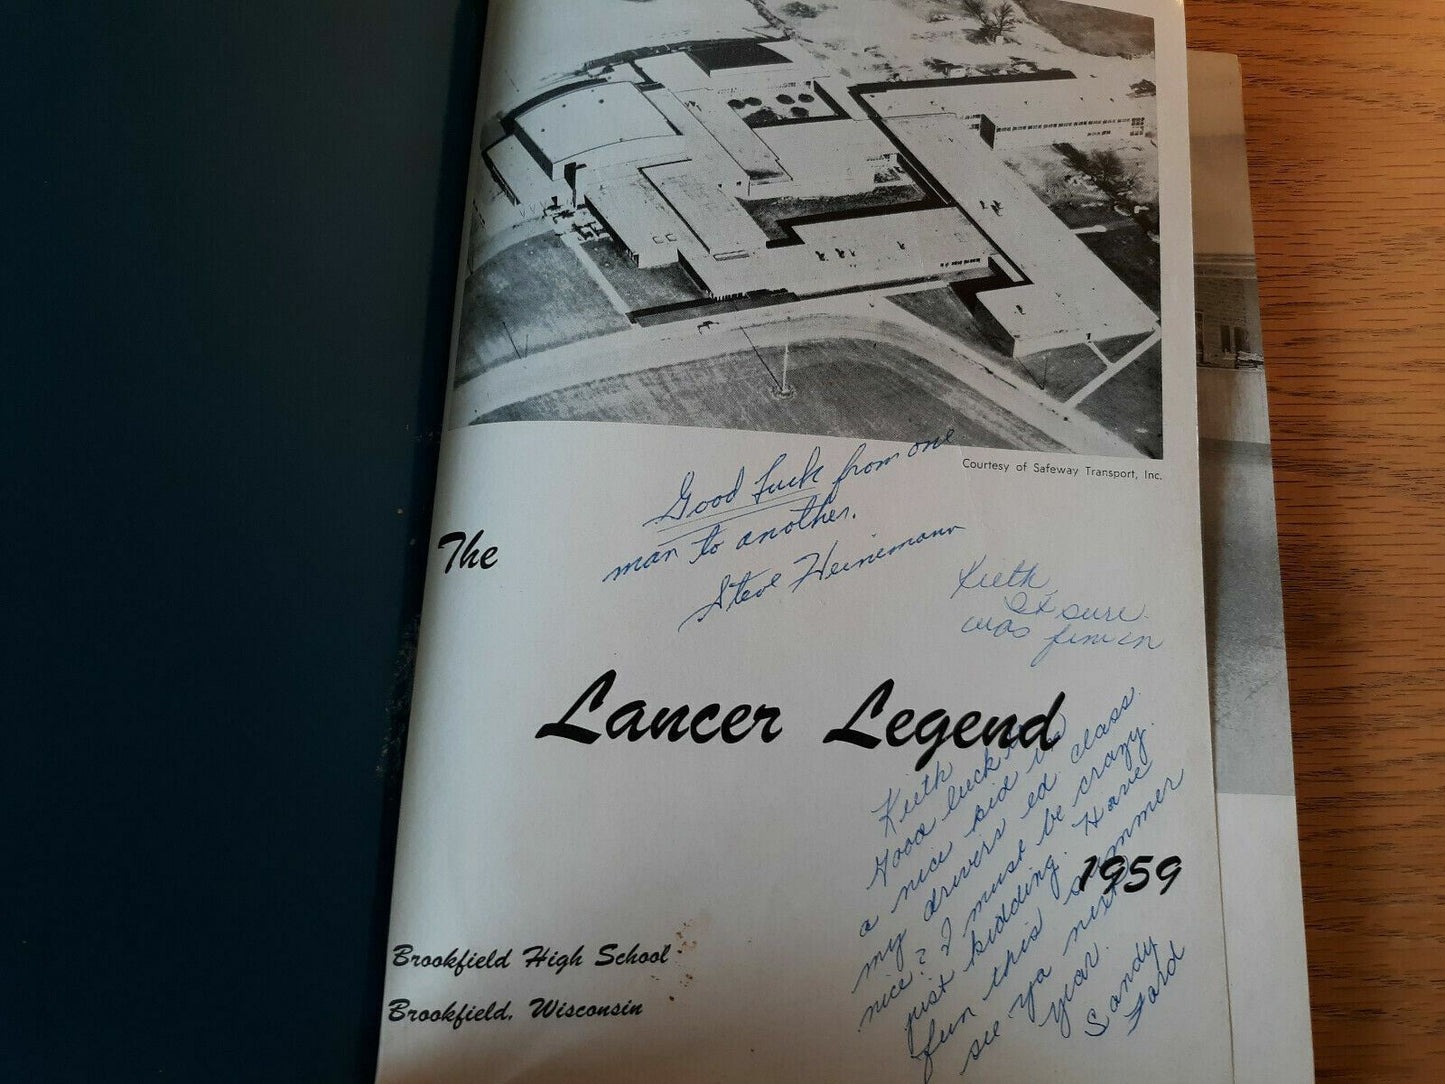 Courtesy of Safeway Transport, Inc.
Good Luck from one
man to another.
Steve Heinemann
The
Keith,
It sure
was fun in
Lancer Legend
Keith
Good luck to
a nice kid in
my drivers ed class.
nice? I must be crazy.
just kidding. Have
fun this summer
see ya next
year.
Sandy
Ford
1959
Brookfield High School
Brookfield, Wisconsin